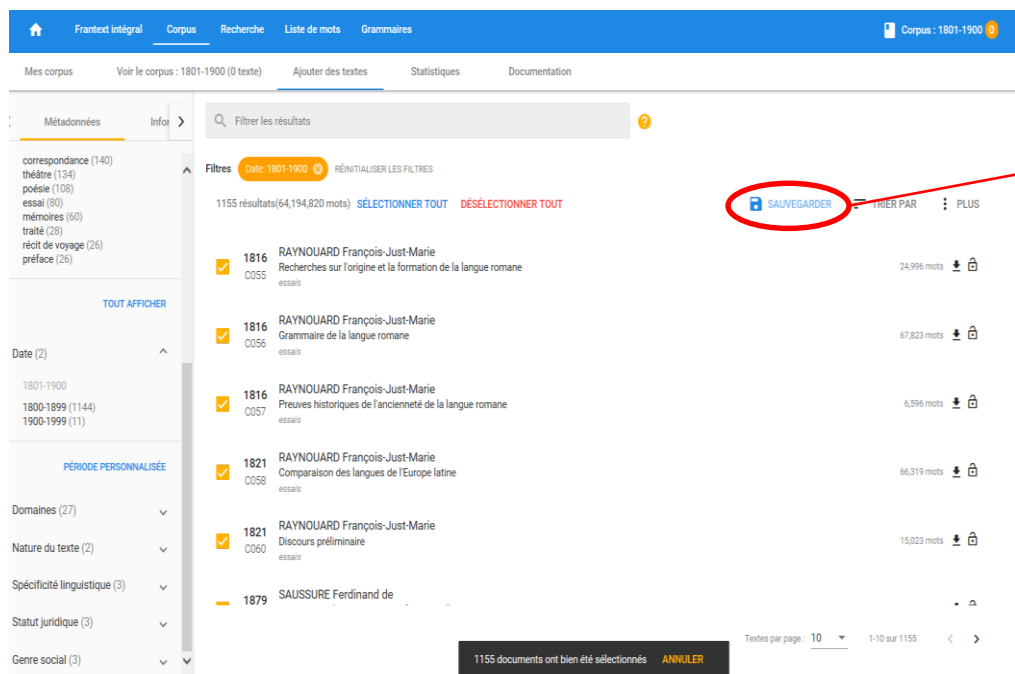 Frantext intégral Corpus Recherche Liste de mots Grammaires Corpus : 1801-1900 0
Mes corpus Voir le corpus : 1801-1900 (0 texte) Ajouter des textes Statistiques Documentation
Métadonnées
Filtrer les résultats ?
correspondance (140)
théâtre (134)
poésie (108)
essai (80)
mémoires (60)
traité (28)
récit de voyage (26)
préface (26)
TOUT AFFICHER
Date (2)
1801-1900
1800-1899 (1144)
1900-1999 (11)
PÉRIODE PERSONNALISÉE
Domaines (27)
Nature du texte (2)
Spécificité linguistique (3)
Statut juridique (3)
Genre social (3)
Filtres Date: 1801-1900 RÉINITIALISER LES FILTRES
1155 résultats(64,194,820 mots) SÉLECTIONNER TOUT DÉSÉLECTIONNER TOUT SAUVEGARDER TRIER PAR PLUS
1816 RAYNOUARD François-Just-Marie
C055 Recherches sur l'origine et la formation de la langue romane 24,996 mots
essais
1816 RAYNOUARD François-Just-Marie
C056 Grammaire de la langue romane 67,823 mots
essais
1816 RAYNOUARD François-Just-Marie
C057 Preuves historiques de l'ancienneté de la langue romane 6,596 mots
essais
1821 RAYNOUARD François-Just-Marie
C058 Comparaison des langues de l'Europe latine 66,319 mots
essais
1821 RAYNOUARD François-Just-Marie
C060 Discours préliminaire 15,023 mots
essais
1879 SAUSSURE Ferdinand de
Textes par page : 10 1-10 sur 1155
1155 documents ont bien été sélectionnés ANNULER